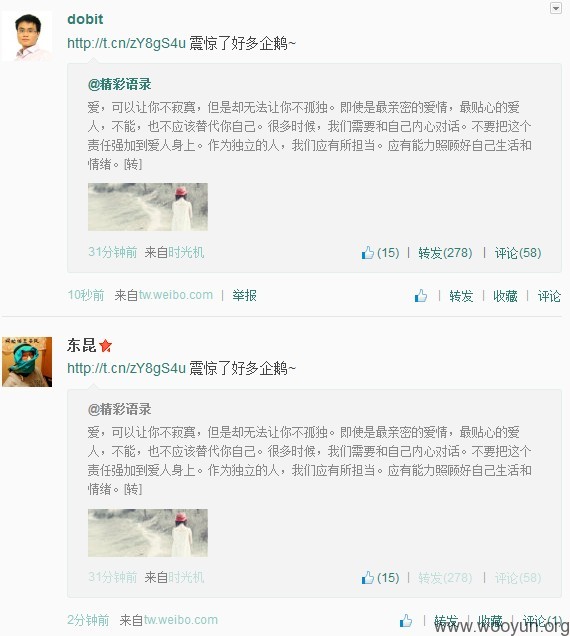 dobit
http://t.cn/zY8gS4u 震惊了好多企鹅~
@精彩语录
爱，可以让你不寂寞，但是却无法让你不孤独。即使是最亲密的爱情，最贴心的爱
人，不能，也不应该替代你自己。很多时候，我们需要和自己内心对话。不要把这个
责任强加到爱人身上。作为独立的人，我们应有所担当。应有能力照顾好自己生活和
情绪。[转]
31分钟前 来自时光机 (15) | 转发(278) | 评论(58)
10秒前 来自tw.weibo.com | 举报 | 转发 | 收藏 | 评论
东昆
http://t.cn/zY8gS4u 震惊了好多企鹅~
@精彩语录
爱，可以让你不寂寞，但是却无法让你不孤独。即使是最亲密的爱情，最贴心的爱
人，不能，也不应该替代你自己。很多时候，我们需要和自己内心对话。不要把这个
责任强加到爱人身上。作为独立的人，我们应有所担当。应有能力照顾好自己生活和
情绪。[转]
31分钟前 来自时光机 (15) | 转发(278) | 评论(58)
2分钟前 来自tw.weibo.com | 转发 | 收藏 | 评论(1)
www.wooyun.org